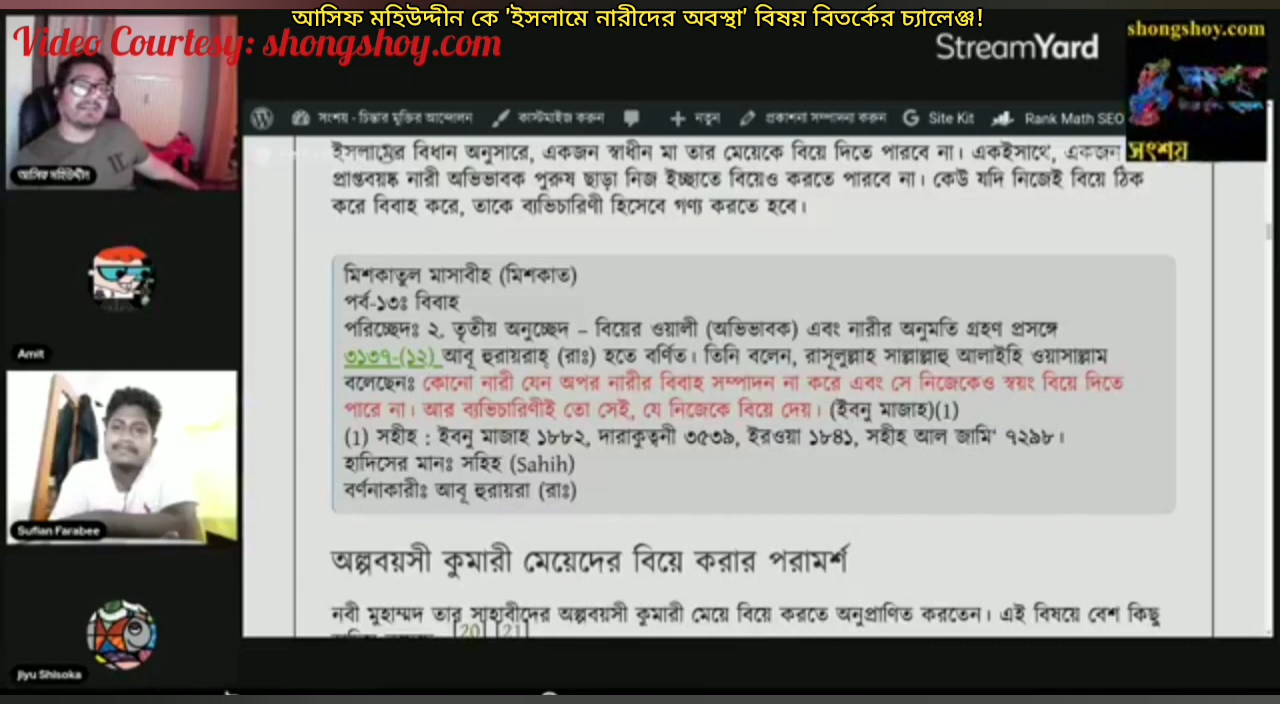 আসিফ মহিউদ্দীন কে 'ইসলামে নারীদের অবস্থা' বিষয় বিতর্কের চ্যালেঞ্জ!
Video Courtesy: shongshoy.com
StreamYard
shongshoy.com
সংশয় - চিন্তার মুক্তির আন্দোলন কাস্টমাইজ করুন নতুন প্রকাশনা সম্পাদনা করুন Site Kit Rank Math SEO
সংশয়
ইসলামের বিধান অনুসারে, একজন স্বাধীন মা তার মেয়েকে বিয়ে দিতে পারবে না। একইসাথে, একজন
প্রাপ্তবয়ষ্ক নারী অভিভাবক পুরুষ ছাড়া নিজ ইচ্ছাতে বিয়েও করতে পারবে না। কেউ যদি নিজেই বিয়ে ঠিক
করে বিবাহ করে, তাকে ব্যভিচারিণী হিসেবে গণ্য করতে হবে।
আসিফ মহিউদ্দীন
মিশকাতুল মাসাবীহ (মিশকাত)
পর্ব-১৩ঃ বিবাহ
পরিচ্ছেদঃ ২. তৃতীয় অনুচ্ছেদ – বিয়ের ওয়ালী (অভিভাবক) এবং নারীর অনুমতি গ্রহণ প্রসঙ্গে
৩১৩৭-(১২) আবূ হুরায়রাহ্ (রাঃ) হতে বর্ণিত। তিনি বলেন, রাসূলুল্লাহ সাল্লাল্লাহু আলাইহি ওয়াসাল্লাম
বলেছেনঃ কোনো নারী যেন অপর নারীর বিবাহ সম্পাদন না করে এবং সে নিজেকেও স্বয়ং বিয়ে দিতে
পারে না। আর ব্যভিচারিণীই তো সেই, যে নিজেকে বিয়ে দেয়। (ইবনু মাজাহ)(1)
(1) সহীহ : ইবনু মাজাহ ১৮৮২, দারাকুত্বনী ৩৫৩৯, ইরওয়া ১৮৪১, সহীহ আল জামি‘ ৭২৯৮।
হাদিসের মানঃ সহিহ (Sahih)
বর্ণনাকারীঃ আবূ হুরায়রা (রাঃ)
Amit
Sufian Farabee
অল্পবয়সী কুমারী মেয়েদের বিয়ে করার পরামর্শ
নবী মুহাম্মদ তার সাহাবীদের অল্পবয়সী কুমারী মেয়ে বিয়ে করতে অনুপ্রাণিত করতেন। এই বিষয়ে বেশ কিছু
[20] [21]
Jiyu Shisoka